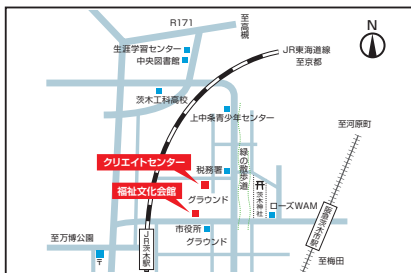 R171
至高槻
N
生涯学習センター
中央図書館
JR東海道線
至京都
茨木工科高校
上中条青少年センター
至河原町
緑の散歩道
クリエイトセンター
税務署
福祉文化会館
グラウンド
茨木神社
ローズWAM
阪急茨木市駅
市役所
グラウンド
至万博公園
JR茨木駅
〒
至梅田